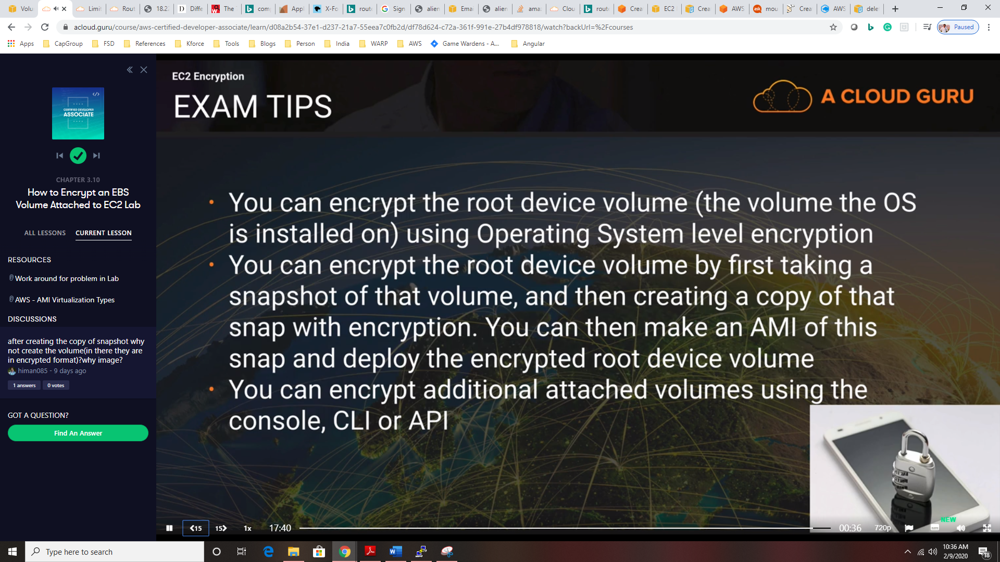 Volu
Limit
Rout
18.2
Diffe
The
com
Appl
X-Fo
route
Sign
alien
Ema
alien
ama
Clou
route
Crea
EC2
Crea
AWS
mou
Crea
AWS
dele
acloud.guru/course/aws-certified-developer-associate/learn/d08a2b54-37e1-d237-21a7-55eea7c0fb2d/df78d624-c72a-361f-991e-27b4df978818/watch?backUrl=%2Fcourses
Paused
Apps
CapGroup
FSD
References
Kforce
Tools
Blogs
Person
India
WARP
AWS
Game Wardens - A...
Angular
CERTIFIED DEVELOPER
ASSOCIATE
CHAPTER 3.10
How to Encrypt an EBS
Volume Attached to EC2 Lab
ALL LESSONS CURRENT LESSON
RESOURCES
Work around for problem in Lab
AWS - AMI Virtualization Types
DISCUSSIONS
after creating the copy of snapshot why
not create the volume(in there they are
in encrypted format)?why image?
himan085 - 9 days ago
1 answers 0 votes
GOT A QUESTION?
Find An Answer
EC2 Encryption
EXAM TIPS
A CLOUD GURU
• You can encrypt the root device volume (the volume the OS
is installed on) using Operating System level encryption
• You can encrypt the root device volume by first taking a
snapshot of that volume, and then creating a copy of that
snap with encryption. You can then make an AMI of this
snap and deploy the encrypted root device volume
• You can encrypt additional attached volumes using the
console, CLI or API
15 15 1x 17:40 00:36 720p
NEW
Type here to search
10:36 AM
2/9/2020
18